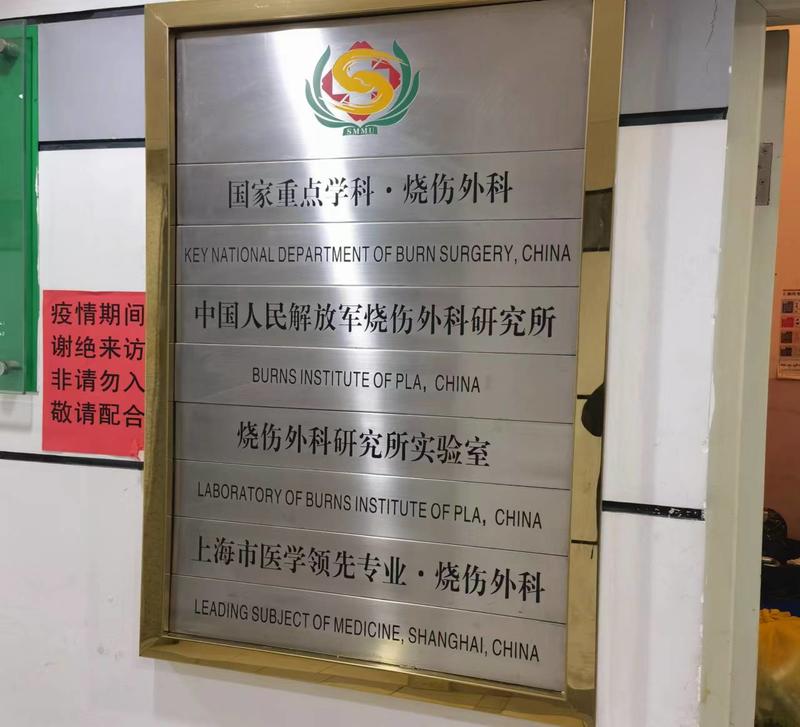 SMMU
国家重点学科·烧伤外科
KEY NATIONAL DEPARTMENT OF BURN SURGERY, CHINA
中国人民解放军烧伤外科研究所
BURNS INSTITUTE OF PLA, CHINA
烧伤外科研究所实验室
LABORATORY OF BURNS INSTITUTE OF PLA, CHINA
上海市医学领先专业·烧伤外科
LEADING SUBJECT OF MEDICINE, SHANGHAI, CHINA
疫情期间
谢绝来访
非请勿入
敬请配合